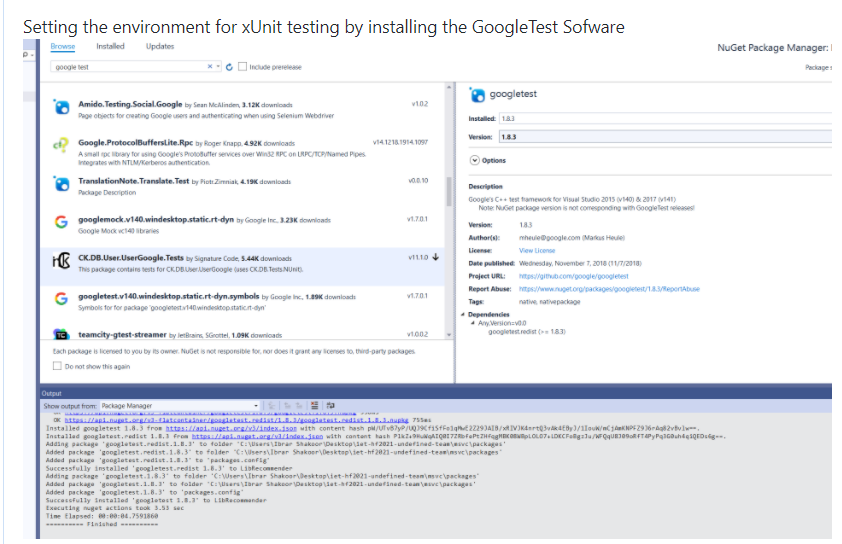 Setting the environment for xUnit testing by installing the GoogleTest Sofware
Browse Installed Updates
NuGet Package Manager:
google test
Include prerelease
Package
Amido.Testing.Social.Google by Sean McAlinden, 3.12K downloads v1.0.2
Page objects for creating Google users and authenticating when using Selenium Webdriver
Google.ProtocolBuffersLite.Rpc by Roger Knapp, 4.92K downloads v14.1218.1914.1097
A small rpc library for using Google's ProtoBuffer services over Win32 RPC on LRPC/TCP/Named Pipes.
Integrates with NTLM/Kerberos authentication.
TranslationNote.Translate.Test by Piotr.Zimniak, 4.19K downloads v0.0.10
Package Description
googlemock.v140.windesktop.static.rt-dyn by Google Inc., 3.23K downloads v1.7.0.1
Google Mock vc140 libraries
CK.DB.User.UserGoogle.Tests by Signature Code, 5.44K downloads v11.1.0
This package contains tests for CK.DB.User.UserGoogle (uses CK.DB.Tests.NUnit).
googletest.v140.windesktop.static.rt-dyn.symbols by Google Inc., 1.89K downloads v1.7.0.1
Symbols for for package 'googletest.v140.windesktop.static.rt-dyn'
teamcity-gtest-streamer by JetBrains, SGrottel, 1.09K downloads v1.0.0.2
Each package is licensed to you by its owner. NuGet is not responsible for, nor does it grant any licenses to, third-party packages.
Do not show this again
googletest
Installed: 1.8.3
Version: 1.8.3
Options
Description
Google's C++ test framework for Visual Studio 2015 (v140) & 2017 (v141)
Note: NuGet package version is not corresponding with GoogleTest releases!
Version: 1.8.3
Author(s): mheule@google.com (Markus Heule)
License: View License
Date published: Wednesday, November 7, 2018 (11/7/2018)
Project URL: https://github.com/google/googletest
Report Abuse: https://www.nuget.org/packages/googletest/1.8.3/ReportAbuse
Tags: native, nativepackage
Dependencies
Any,Version=v0.0
googletest.redist (>= 1.8.3)
Output
Show output from: Package Manager
OK https://api.nuget.org/v3-flatcontainer/googletest.redist/1.8.3/googletest.redist.1.8.3.nupkg 755ms
Installed googletest 1.8.3 from https://api.nuget.org/v3/index.json with content hash
Installed googletest.redist 1.8.3 from https://api.nuget.org/v3/index.json with content hash
Adding package 'googletest.redist.1.8.3' to folder 'C:\Users\Ibrar Shakoor\Desktop\iet-hf2021-undefined-team\msvc\packages'
Added package 'googletest.redist.1.8.3' to folder 'C:\Users\Ibrar Shakoor\Desktop\iet-hf2021-undefined-team\msvc\packages'
Added package 'googletest.redist.1.8.3' to 'packages.config'
Successfully installed 'googletest.redist 1.8.3' to LibRecommender
Adding package 'googletest.1.8.3' to folder 'C:\Users\Ibrar Shakoor\Desktop\iet-hf2021-undefined-team\msvc\packages'
Added package 'googletest.1.8.3' to folder 'C:\Users\Ibrar Shakoor\Desktop\iet-hf2021-undefined-team\msvc\packages'
Added package 'googletest.1.8.3' to 'packages.config'
Successfully installed 'googletest 1.8.3' to LibRecommender
Executing nuget actions took 3.53 sec
Time Elapsed: 00:00:04.7591860
========== Finished ==========